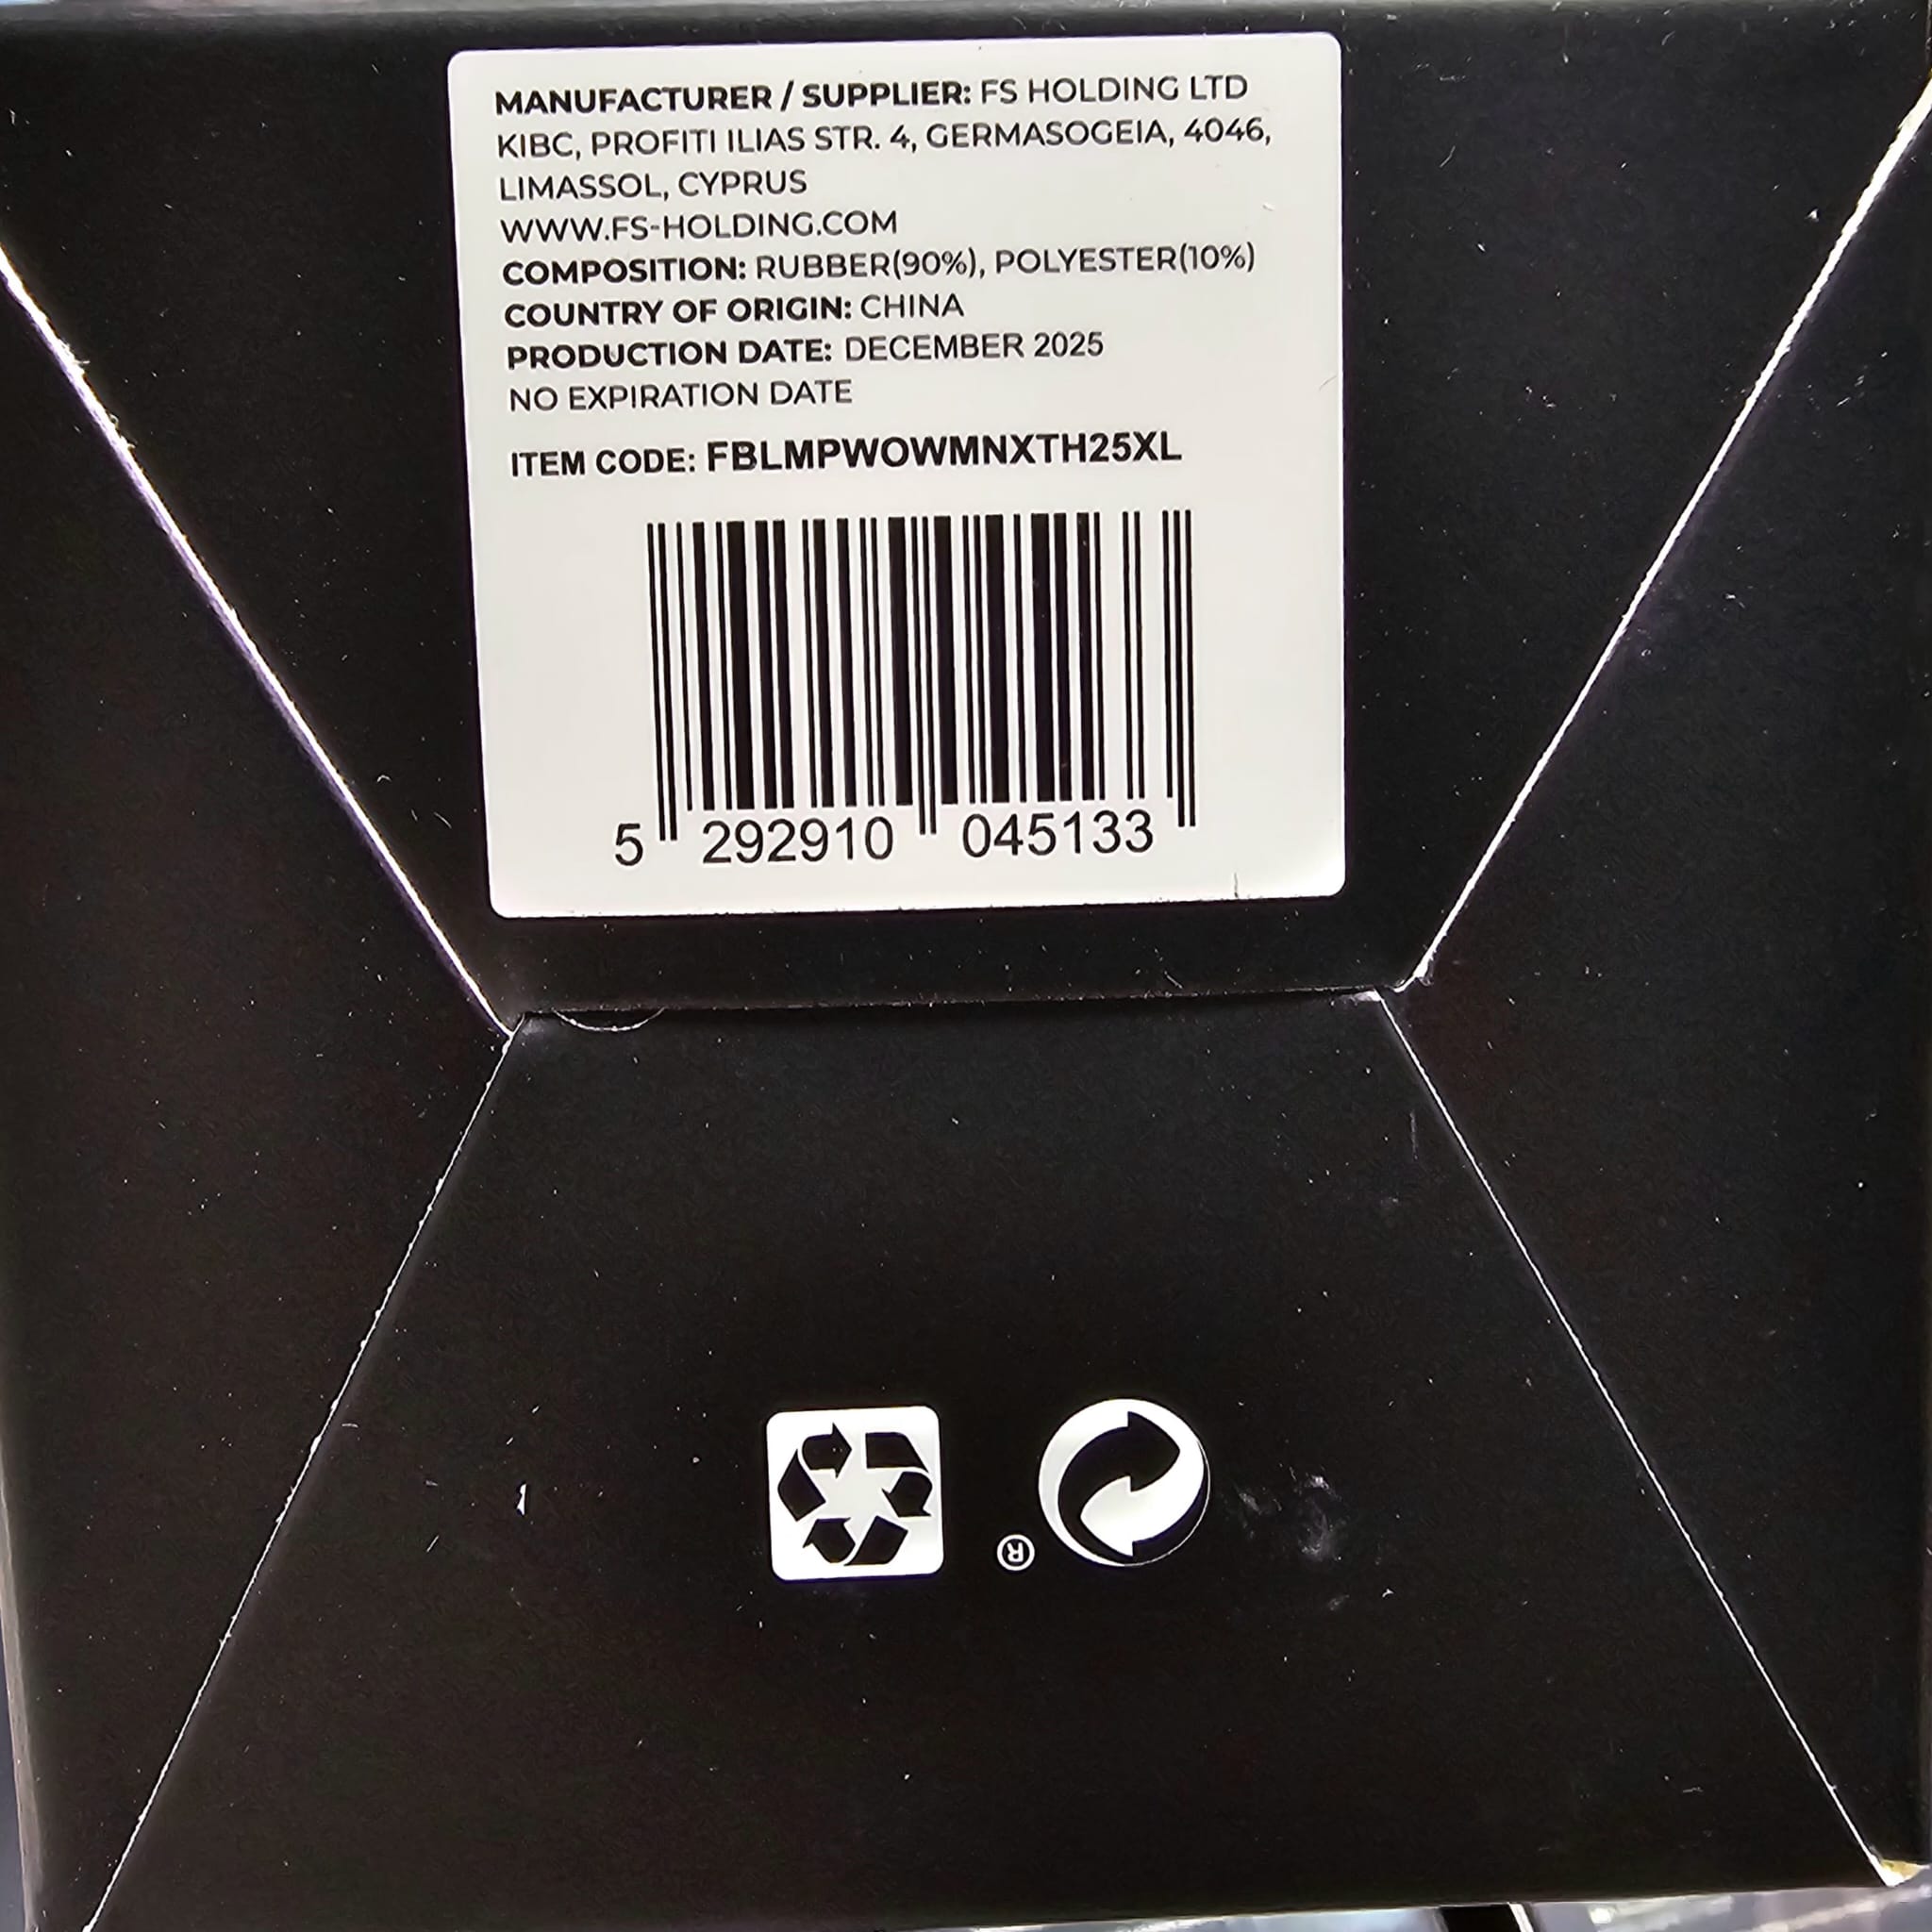 MANUFACTURER / SUPPLIER: FS HOLDING LTD
KIBC, PROFITI ILIAS STR. 4, GERMASOGEIA, 4046,
LIMASSOL, CYPRUS
WWW.FS-HOLDING.COM
COMPOSITION: RUBBER(90%), POLYESTER(10%)
COUNTRY OF ORIGIN: CHINA
PRODUCTION DATE: DECEMBER 2025
NO EXPIRATION DATE
ITEM CODE: FBLMPWOWMNXTH25XL
5 292910 045133
®